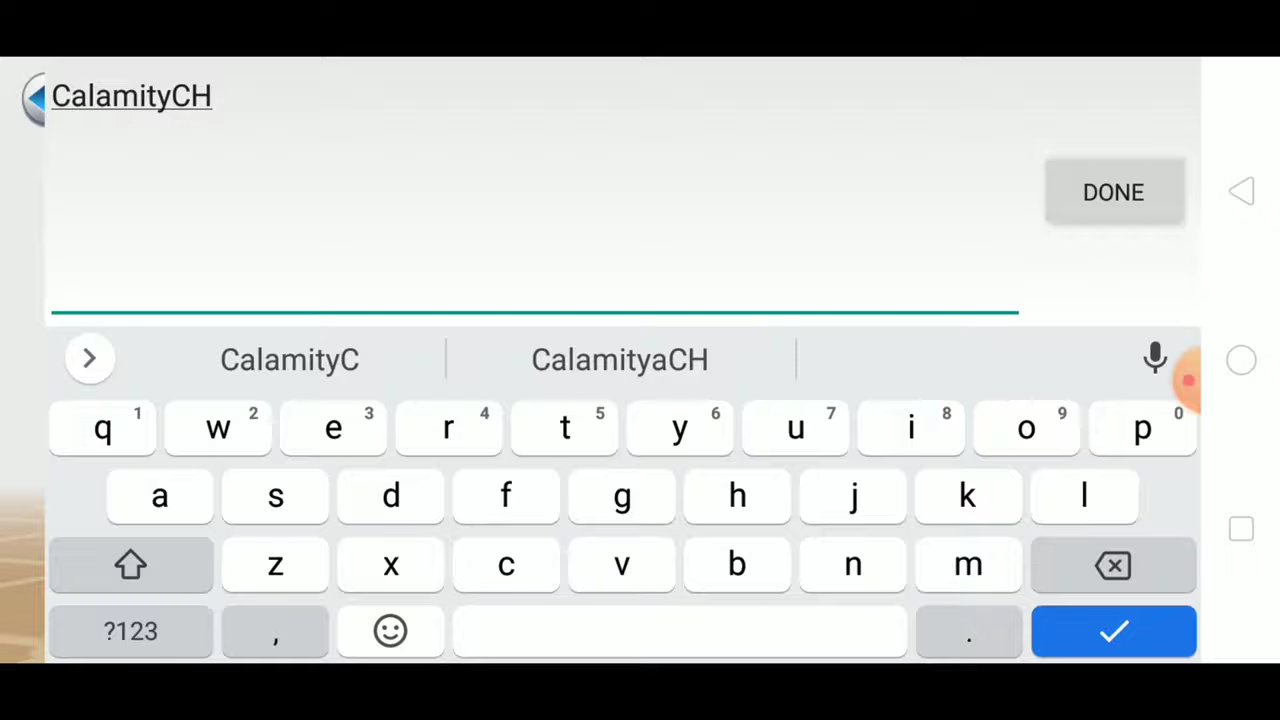 CalamityCH
DONE
CalamityC CalamityaCH
q 1 w 2 e 3 r 4 t 5 y 6 u 7 i 8 o 9 p 0
a s d f g h j k l
z x c v b n m
?123 , .